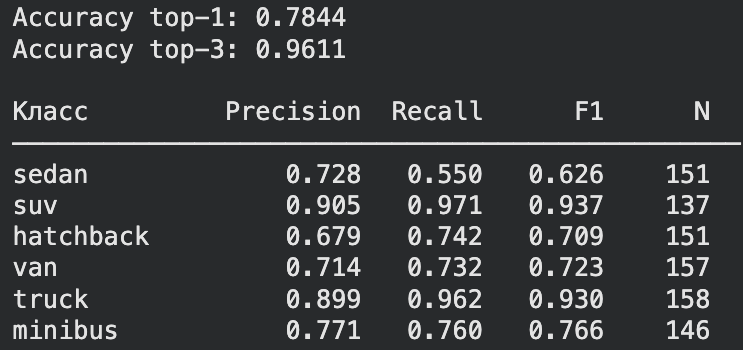 Accuracy top-1: 0.7844
Accuracy top-3: 0.9611
Класс Precision Recall F1 N
sedan 0.728 0.550 0.626 151
suv 0.905 0.971 0.937 137
hatchback 0.679 0.742 0.709 151
van 0.714 0.732 0.723 157
truck 0.899 0.962 0.930 158
minibus 0.771 0.760 0.766 146